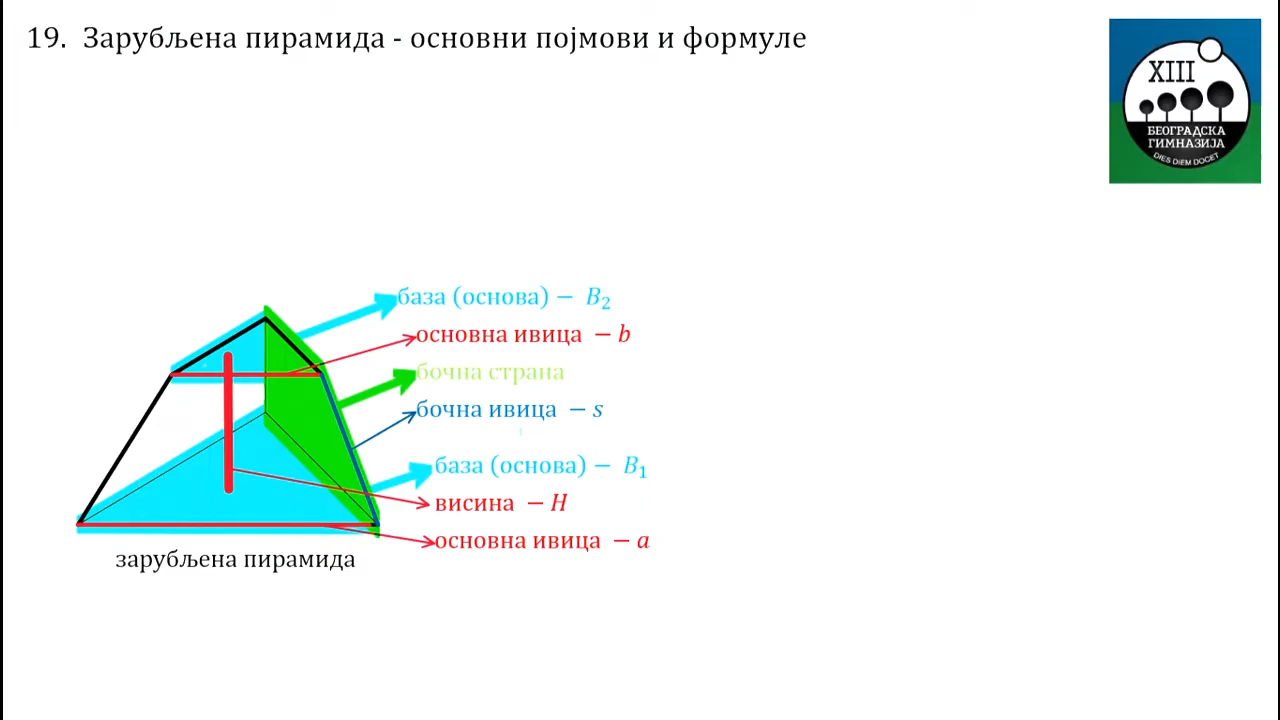 19. Зарубљена пирамида - основни појмови и формуле
XIII
БЕОГРАДСКА
ГИМНАЗИЈА
DIES DIEM DOCET
база (основа) − B₂
основна ивица − b
бочна страна
бочна ивица − s
база (основа) − B₁
висина − H
основна ивица − a
зарубљена пирамида